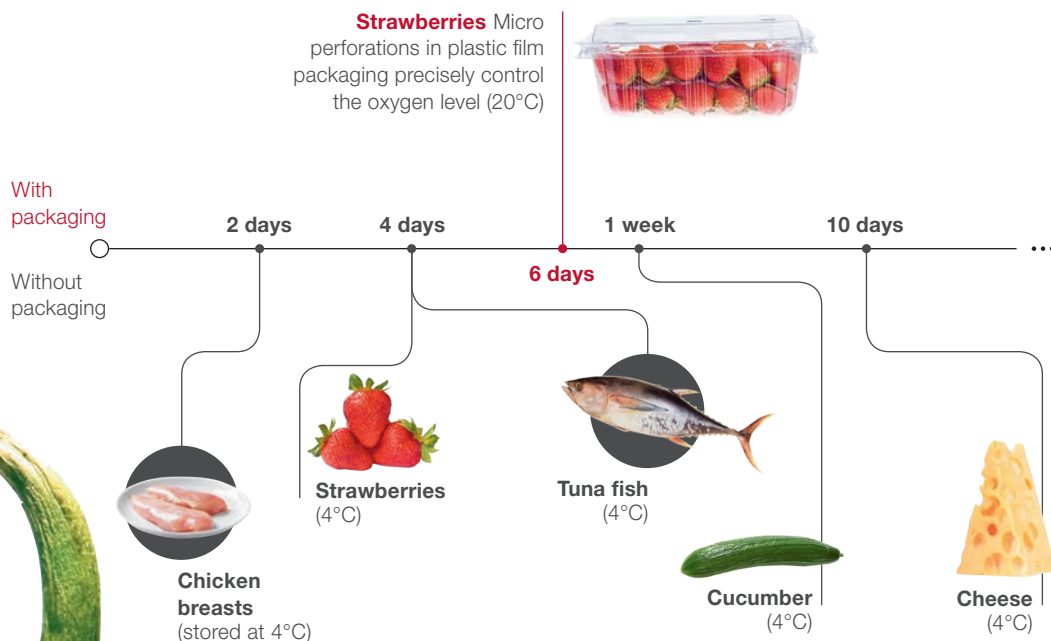 Strawberries Micro
perforations in plastic film
packaging precisely control
the oxygen level (20°C)
With
packaging
2 days
4 days
1 week
10 days
...
6 days
Without
packaging
Strawberries
(4°C)
Tuna fish
(4°C)
Chicken
breasts
(stored at 4°C)
Cucumber
(4°C)
Cheese
(4°C)